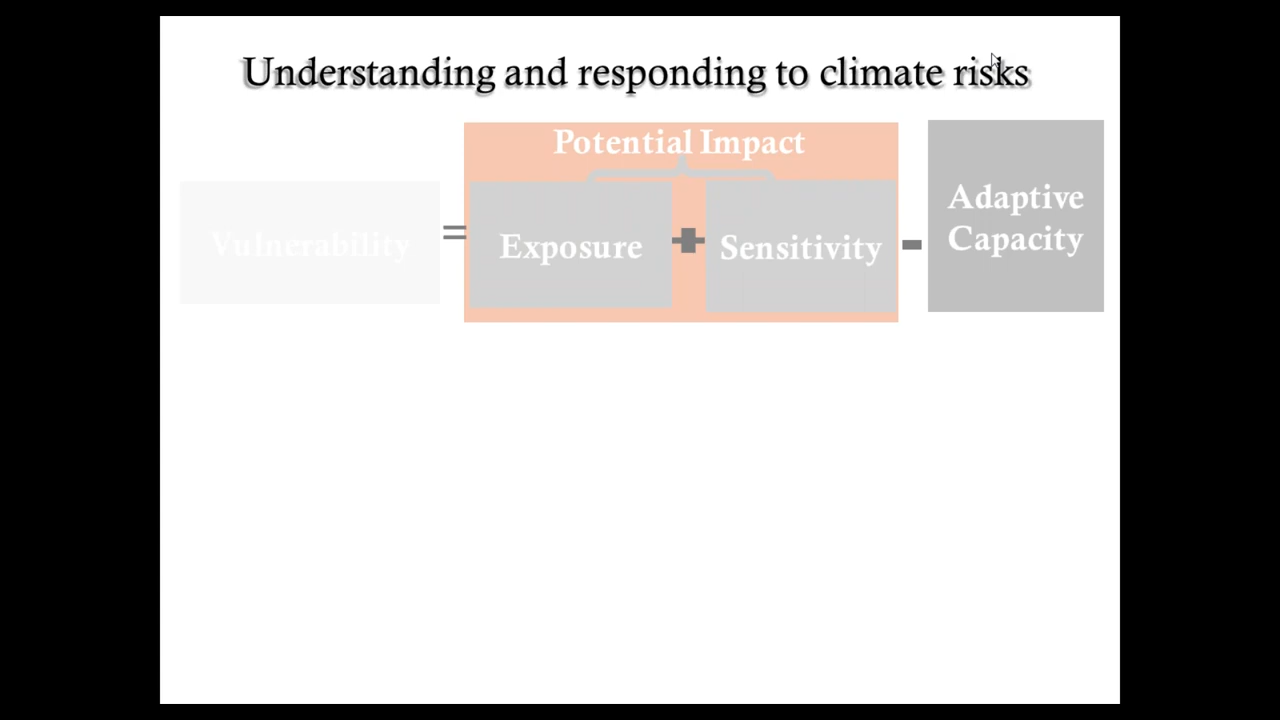 Understanding and responding to climate risks
Potential Impact
Vulnerability = Exposure + Sensitivity - Adaptive
Capacity